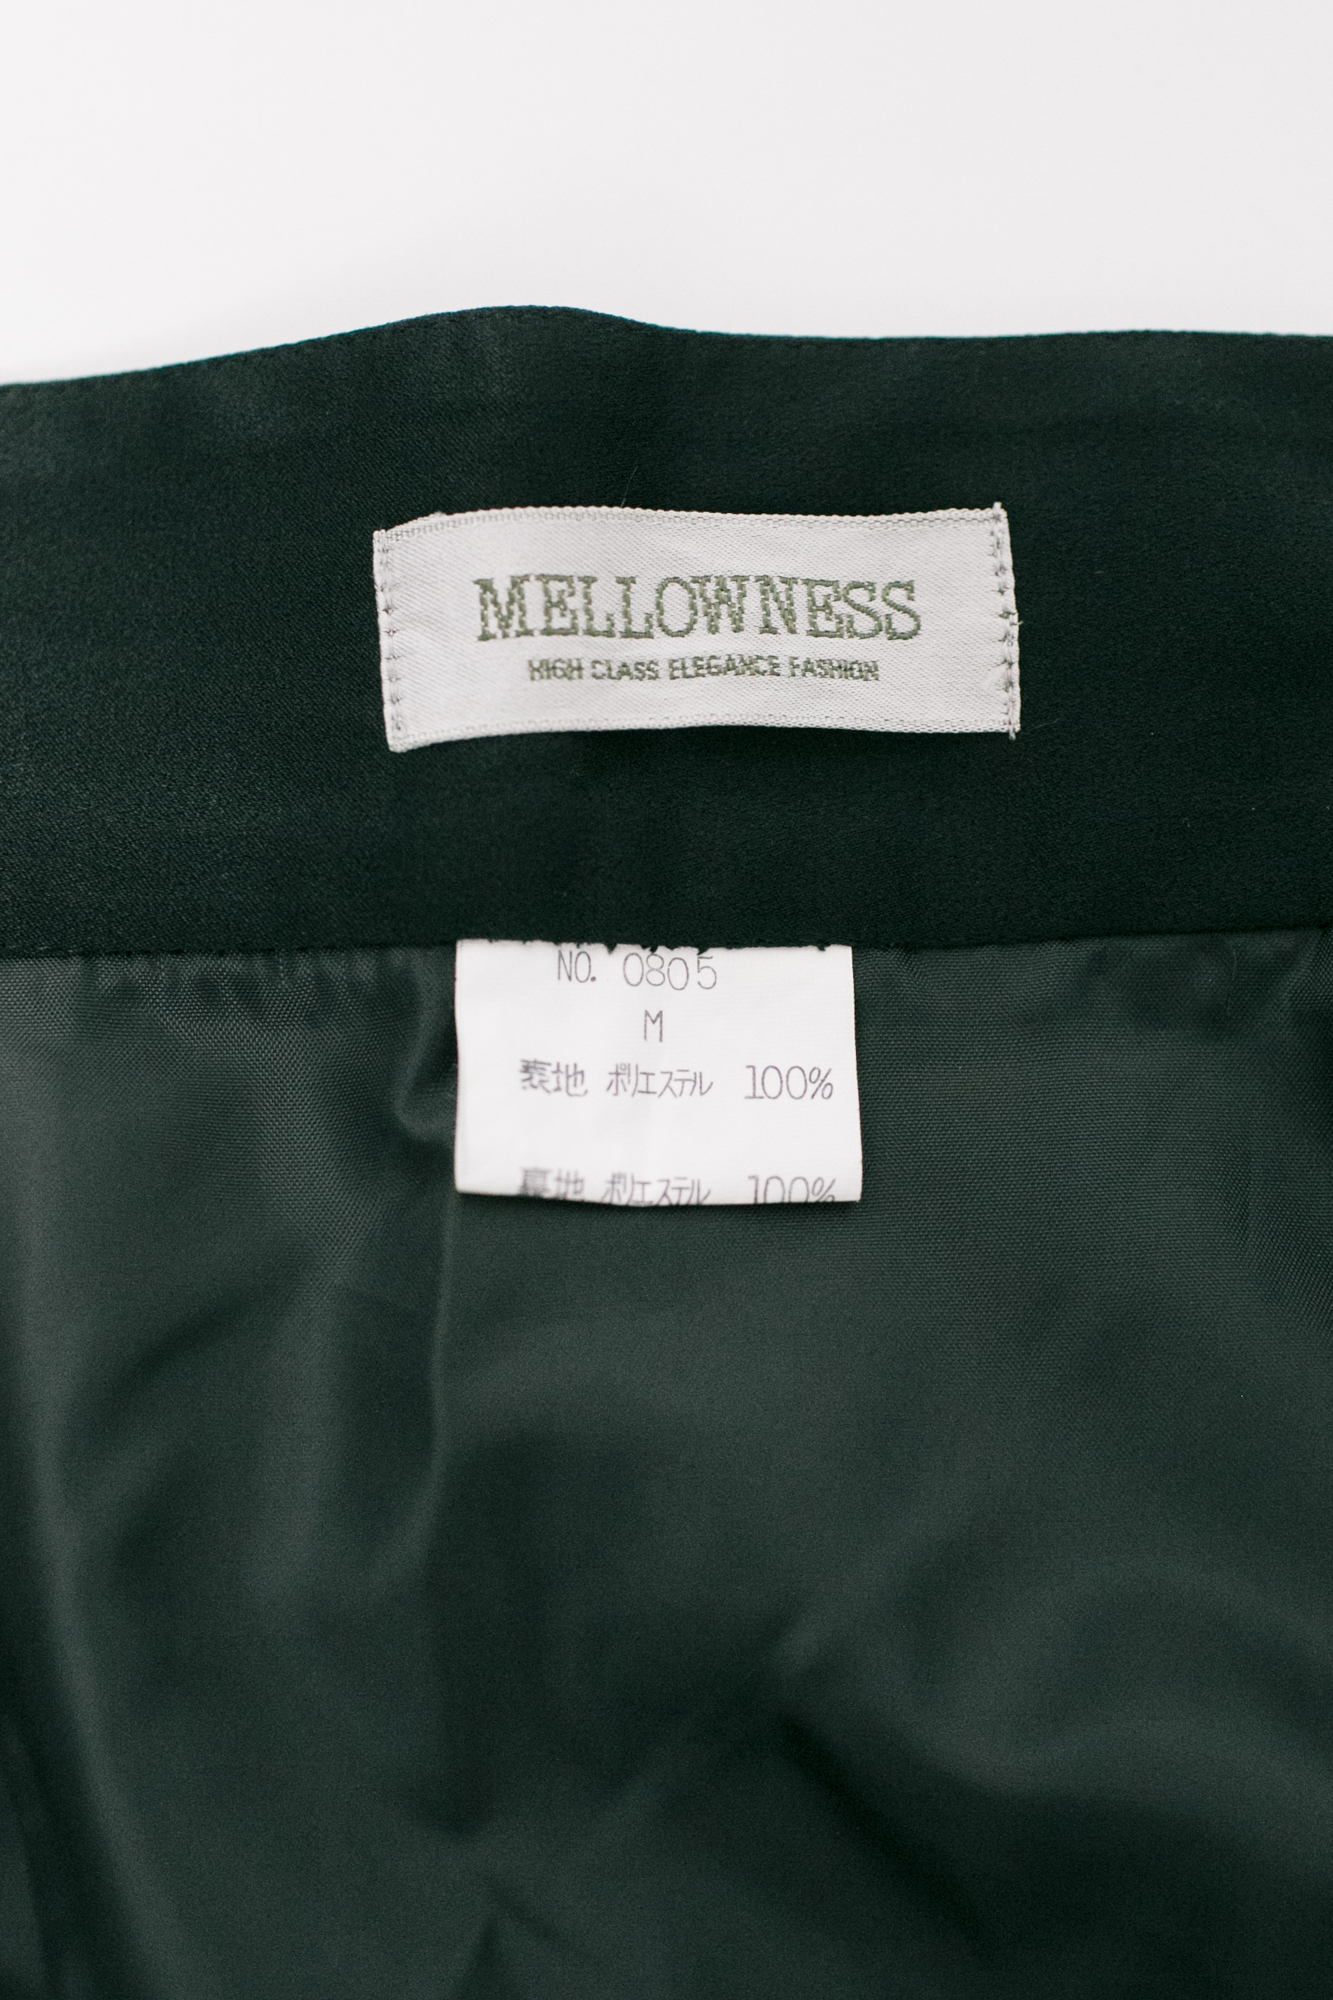 MELLOWNESS
HIGH CLASS ELEGANCE FASHION
NO. 0805
M
表地 ポリエステル 100%
裏地 ポリエステル 100%